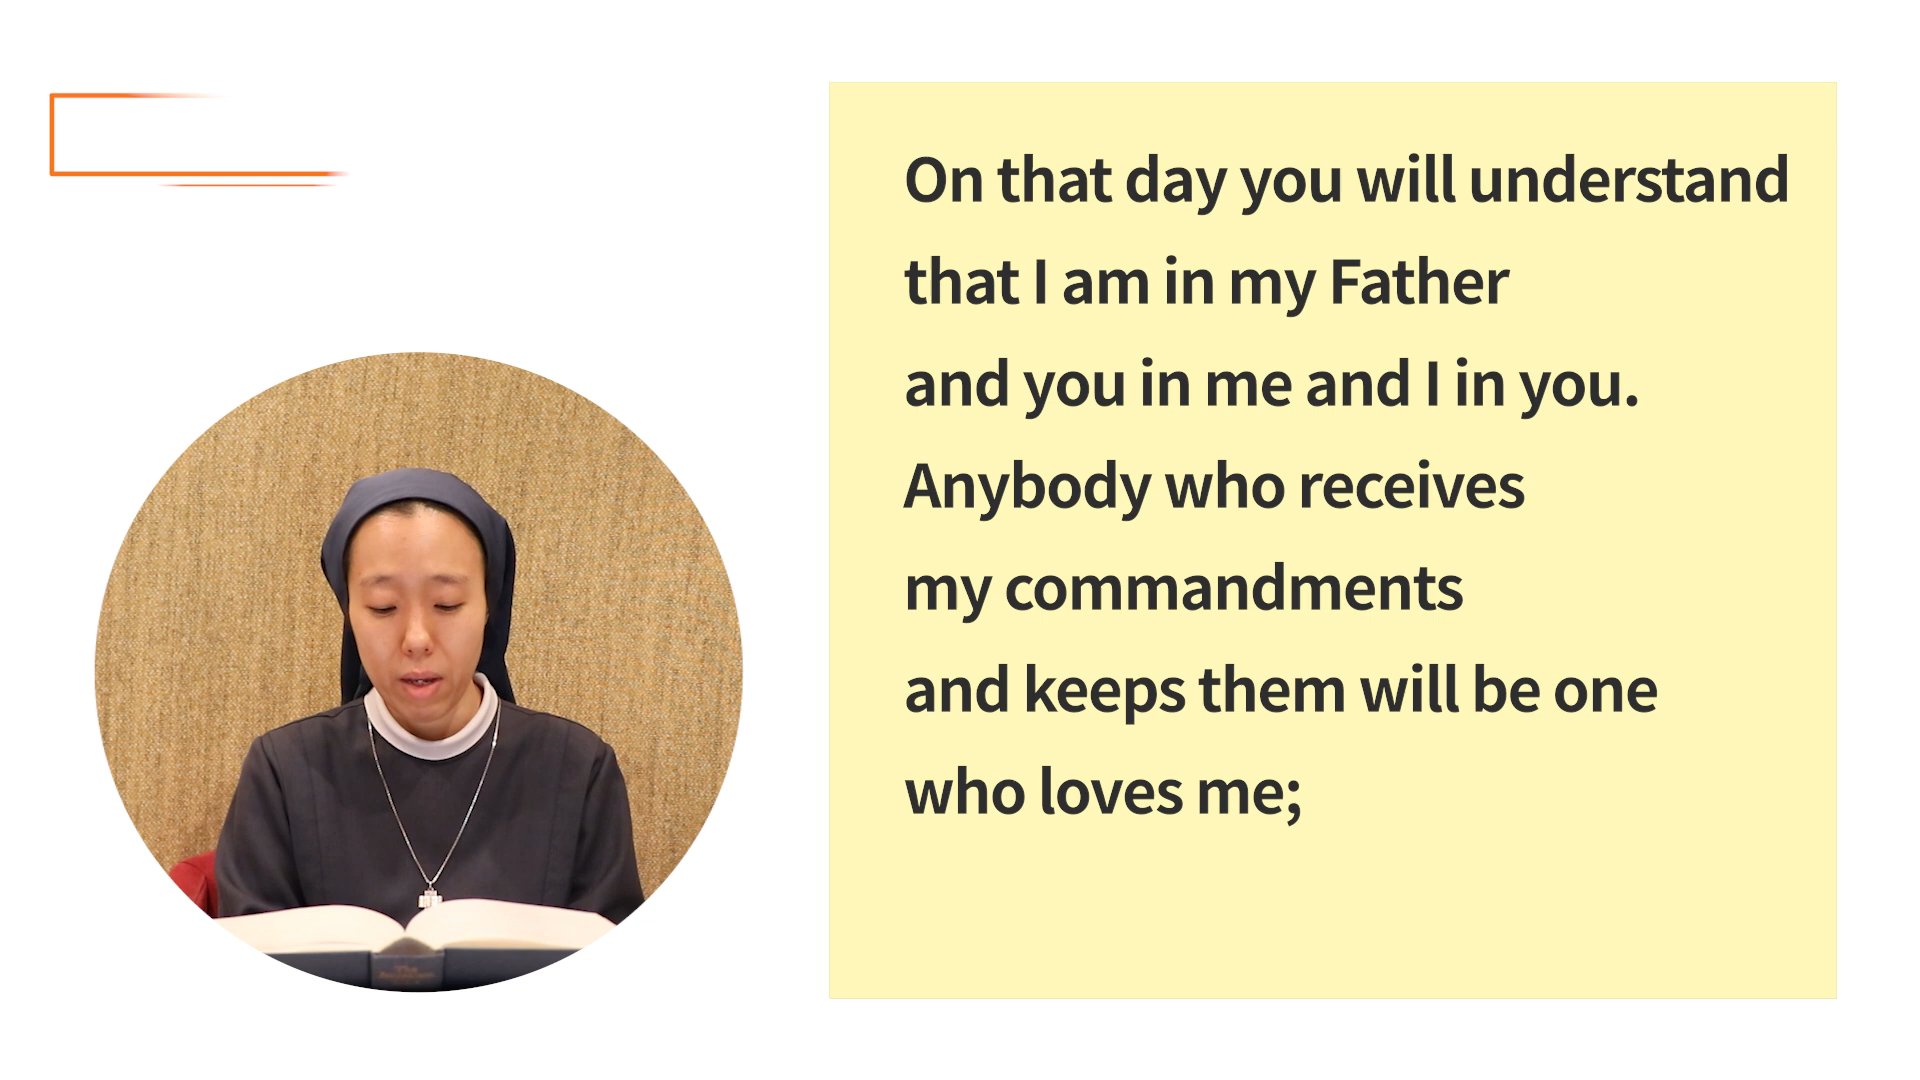 On that day you will understand
that I am in my Father
and you in me and I in you.
Anybody who receives
my commandments
and keeps them will be one
who loves me;